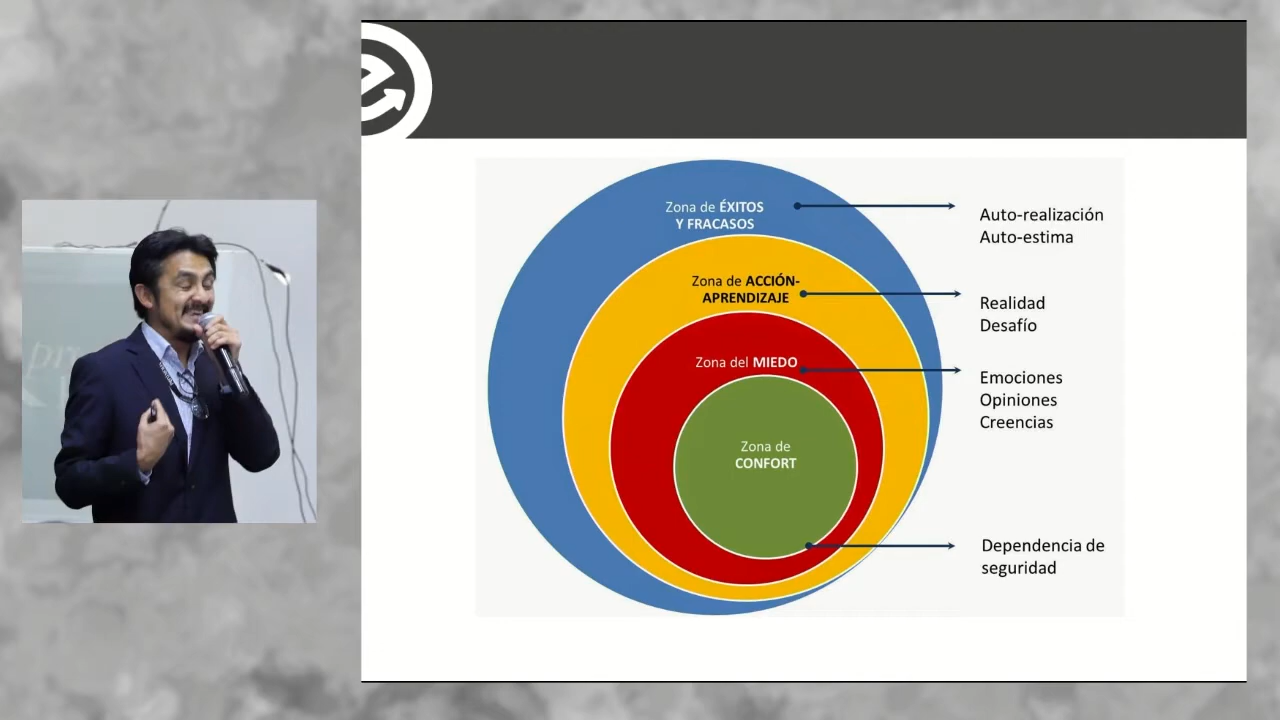 Zona de ÉXITOS
Y FRACASOS
Auto-realización
Auto-estima
Zona de ACCIÓN-
APRENDIZAJE
Realidad
Desafío
Zona del MIEDO
Emociones
Opiniones
Creencias
Zona de
CONFORT
Dependencia de
seguridad